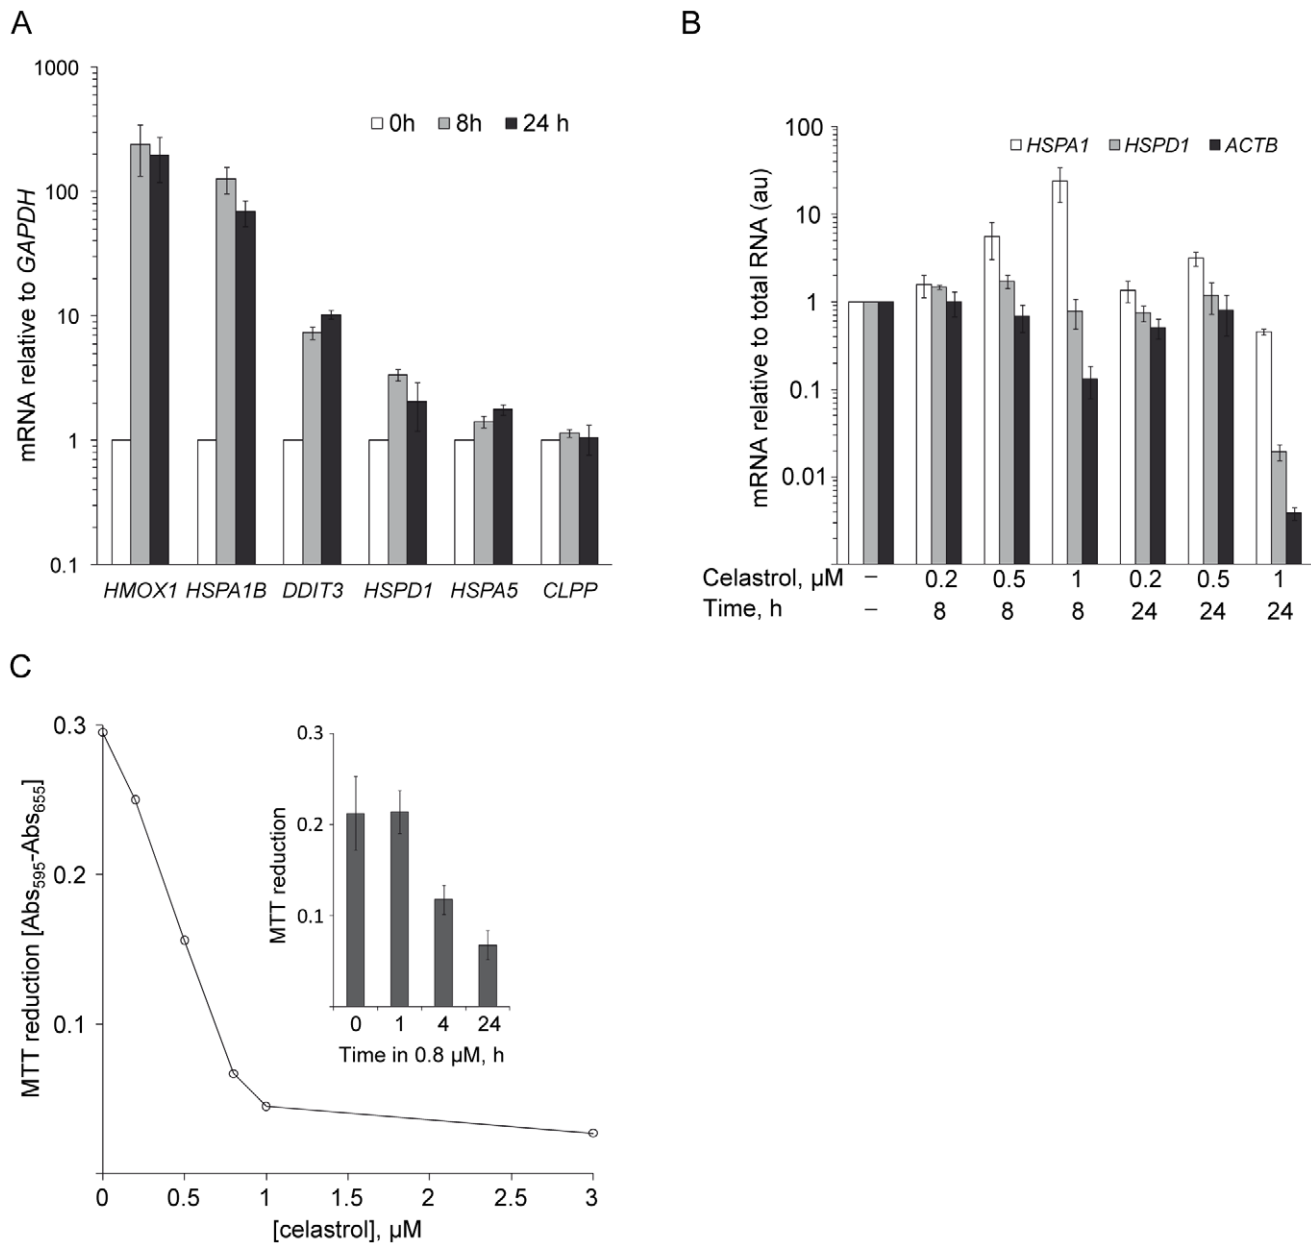 A
1000
100
10
1
0.1
mRNA relative to GAPDH
0h 8h 24 h
HMOX1 HSPA1B DDIT3 HSPD1 HSPA5 CLPP
B
100
10
1
0.1
0.01
mRNA relative to total RNA (au)
HSPA1 HSPD1 ACTB
Celastrol, µM – 0.2 0.5 1 0.2 0.5 1
Time, h – 8 8 8 24 24 24
C
0.3
0.2
0.1
MTT reduction [Abs595-Abs655]
0 0.5 1 1.5 2 2.5 3
[celastrol], µM
0.3
0.2
0.1
MTT reduction
0 1 4 24
Time in 0.8 µM, h